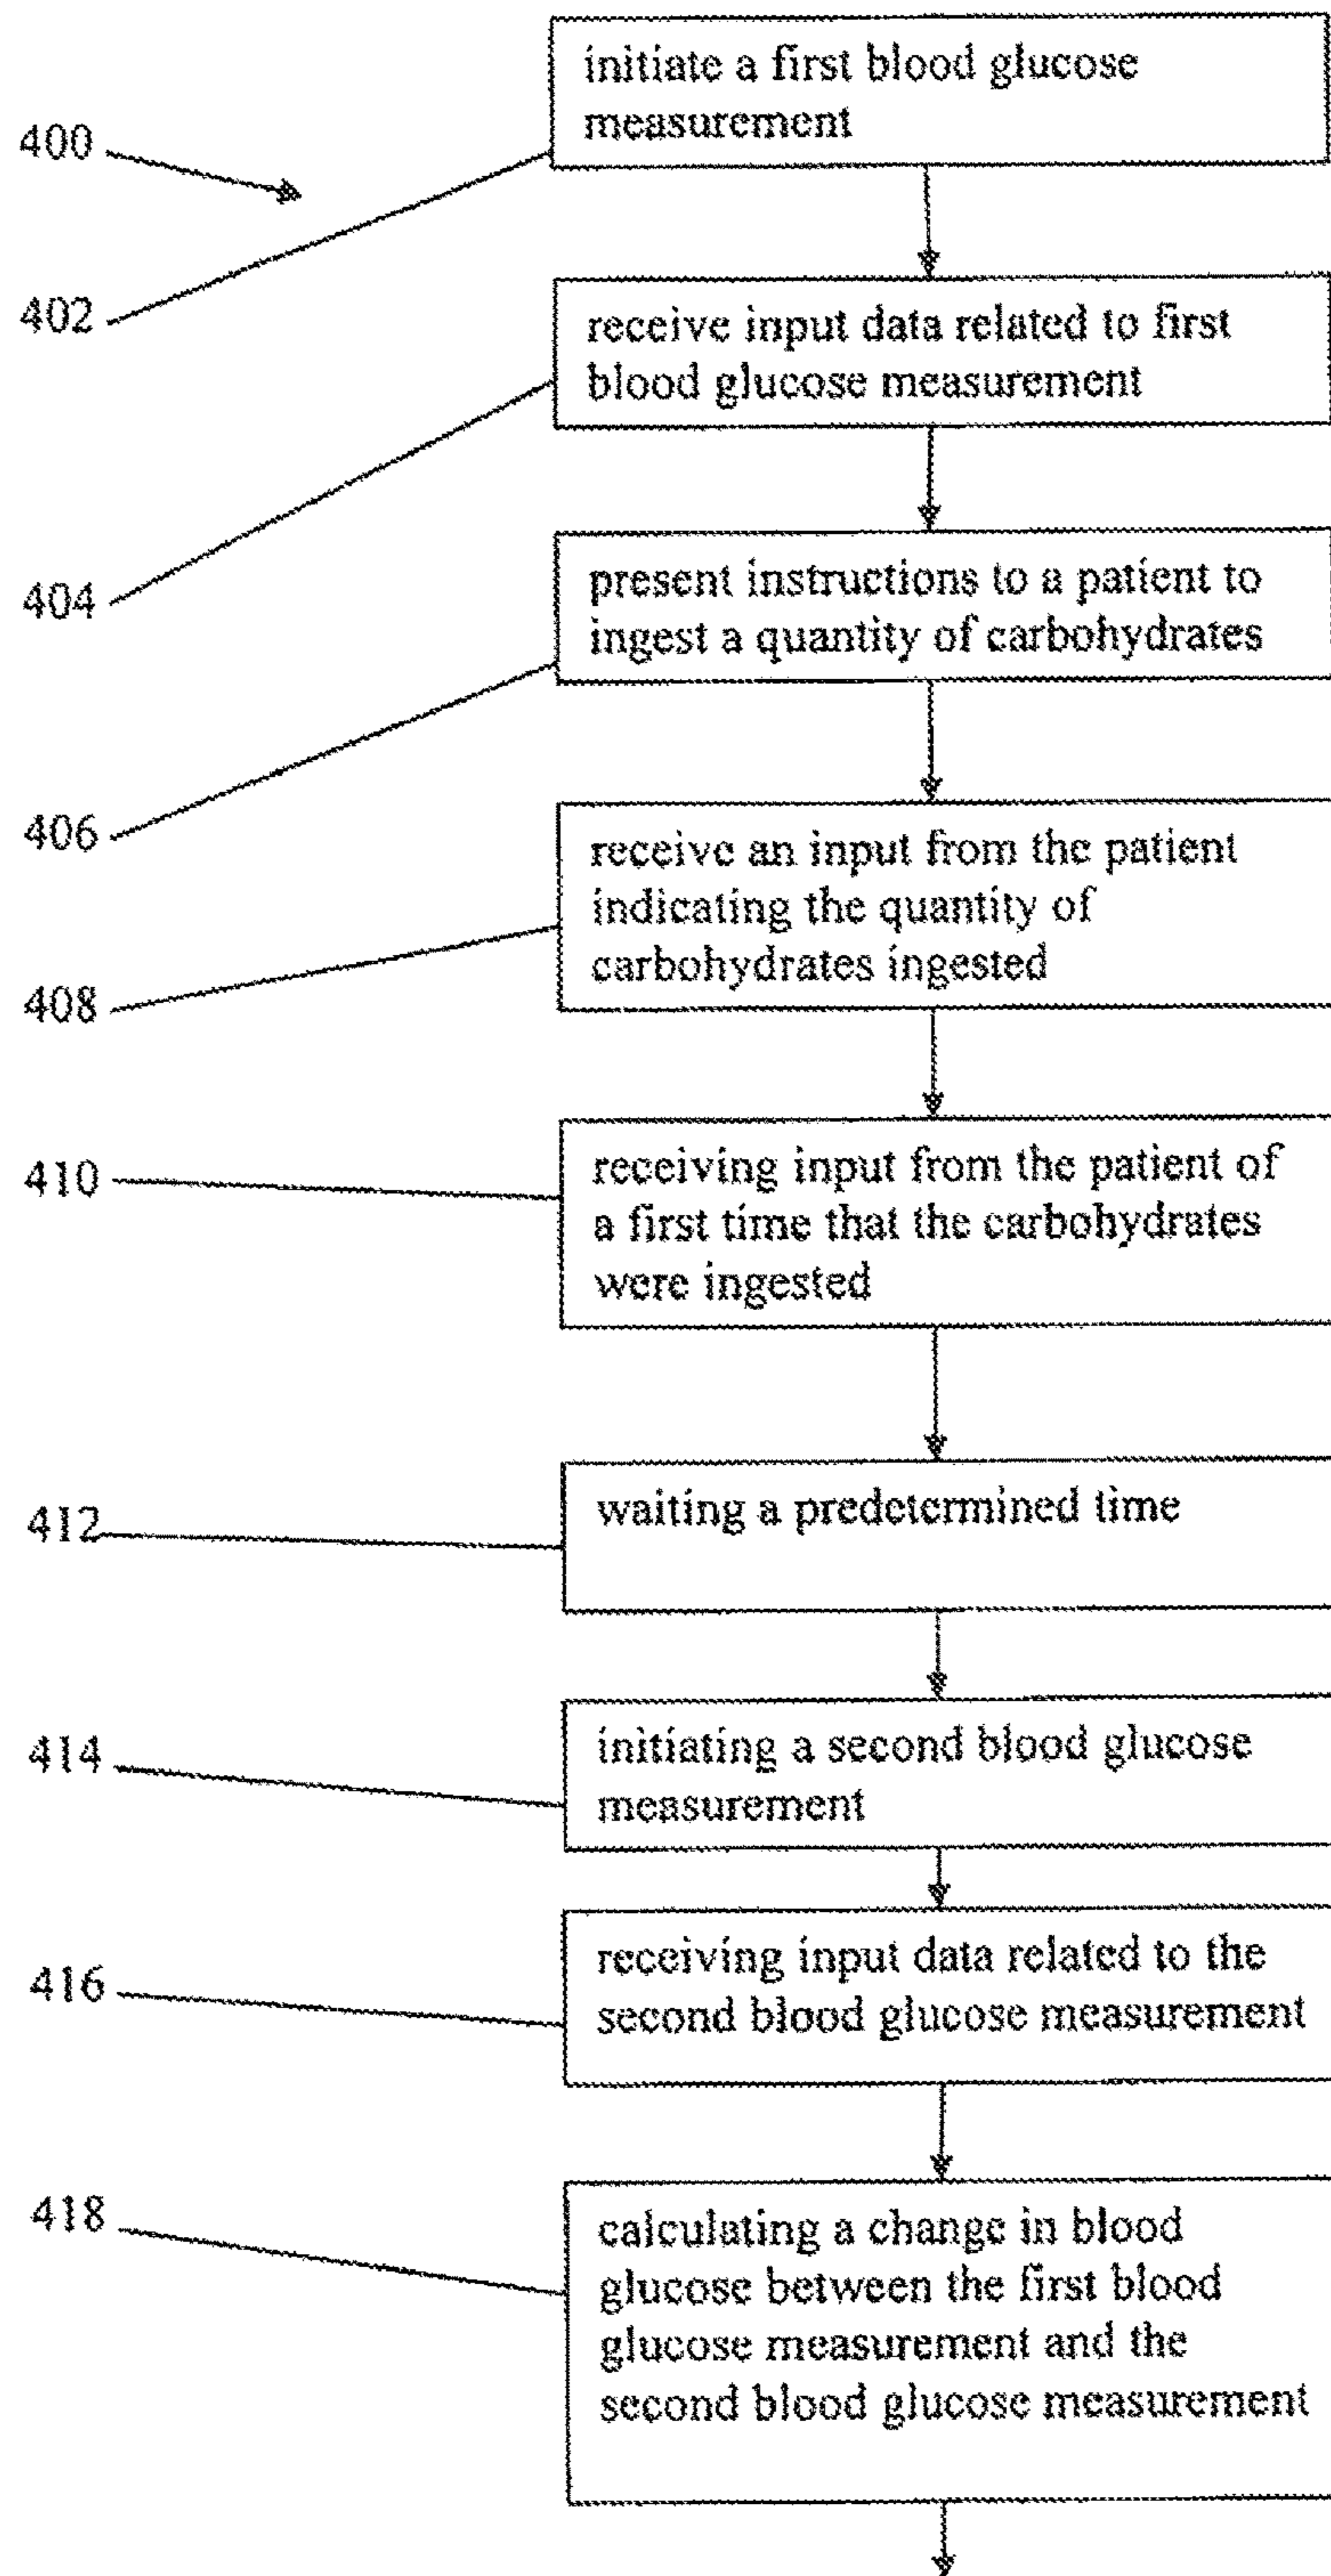 initiate a first blood glucose
measurement
400
402
receive input data related to first
blood glucose measurement
404
present instructions to a patient to
ingest a quantity of carbohydrates
406
receive an input from the patient
indicating the quantity of
carbohydrates ingested
408
410
receiving input from the patient of
a first time that the carbohydrates
were ingested
412
waiting a predetermined time
414
initiating a second blood glucose
measurement
416
receiving input data related to the
second blood glucose measurement
418
calculating a change in blood
glucose between the first blood
glucose measurement and the
second blood glucose measurement